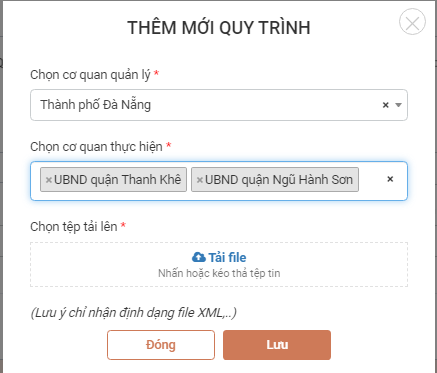 THÊM MỚI QUY TRÌNH
Chọn cơ quan quản lý *
Thành phố Đà Nẵng ×
Chọn cơ quan thực hiện *
×UBND quận Thanh Khê ×UBND quận Ngũ Hành Sơn ×
Chọn tệp tải lên *
Tải file
Nhấn hoặc kéo thả tệp tin
(Lưu ý chỉ nhận định dạng file XML,..)
Đóng Lưu